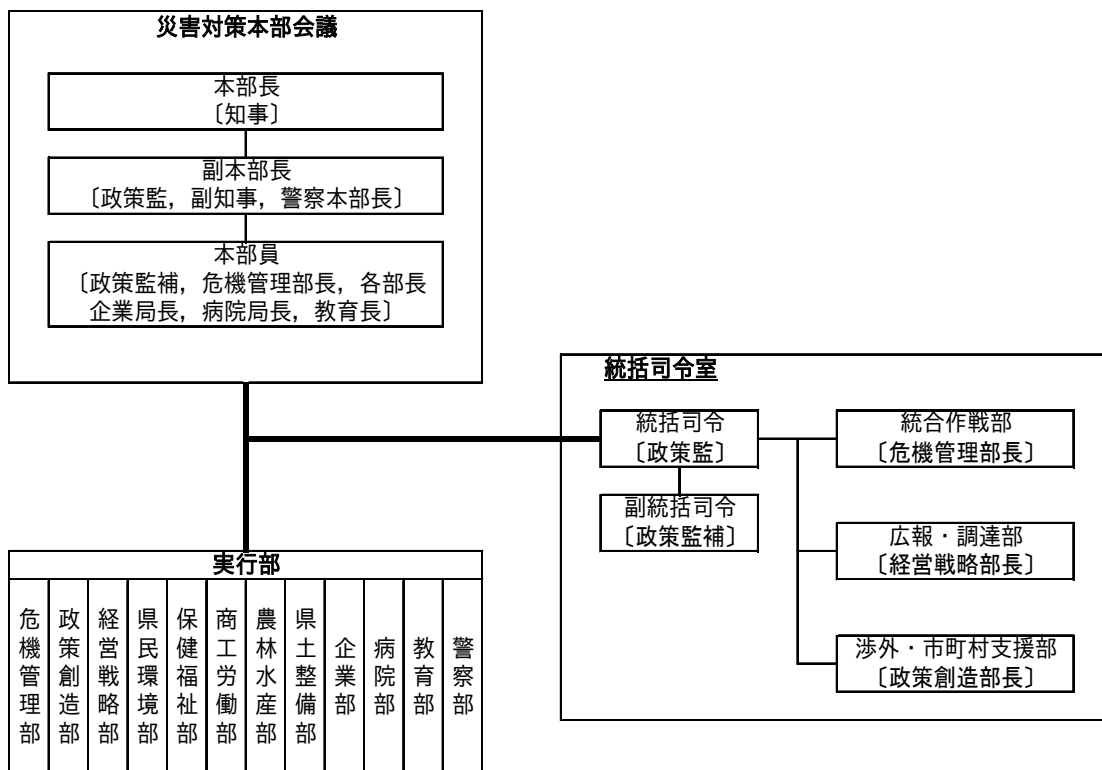 災害対策本部会議
本部長
〔知事〕
副本部長
〔政策監，副知事，警察本部長〕
本部員
〔政策監補，危機管理部長，各部長
企業局長，病院局長，教育長〕
統括司令室
統括司令
〔政策監〕
副統括司令
〔政策監補〕
統合作戦部
〔危機管理部長〕
広報・調達部
〔経営戦略部長〕
渉外・市町村支援部
〔政策創造部長〕
実行部
危機管理部
政策創造部
経営戦略部
県民環境部
保健福祉部
商工労働部
農林水産部
県土整備部
企業部
病院部
教育部
警察部